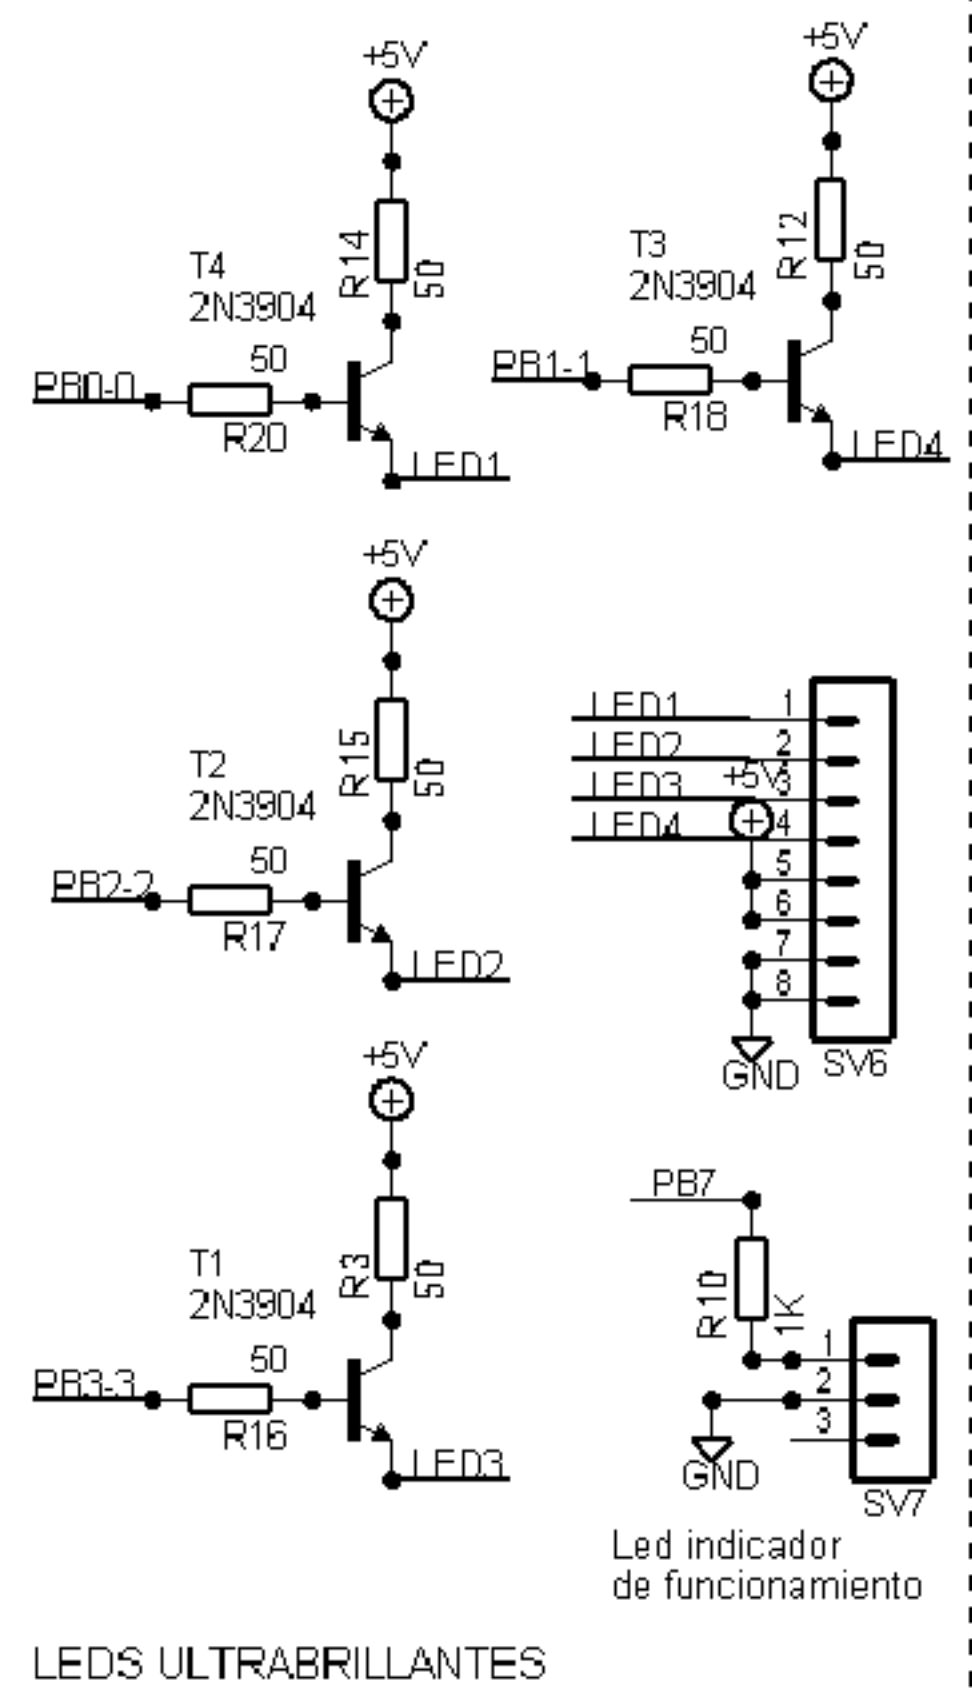 +5V
R14
50
T4
2N3904
50
PB0-0
R20
LED1
+5V
R12
50
T3
2N3904
50
PB1-1
R18
LED4
+5V
R15
50
T2
2N3904
50
PB2-2
R17
LED2
LED1
LED2
LED3
LED4
+5V
1
2
3
4
5
6
7
8
GND
SV6
+5V
R3
50
T1
2N3904
50
PB3-3
R16
LED3
PB7
R10
1K
1
2
3
GND
SV7
Led indicador
de funcionamiento
LEDS ULTRABRILLANTES